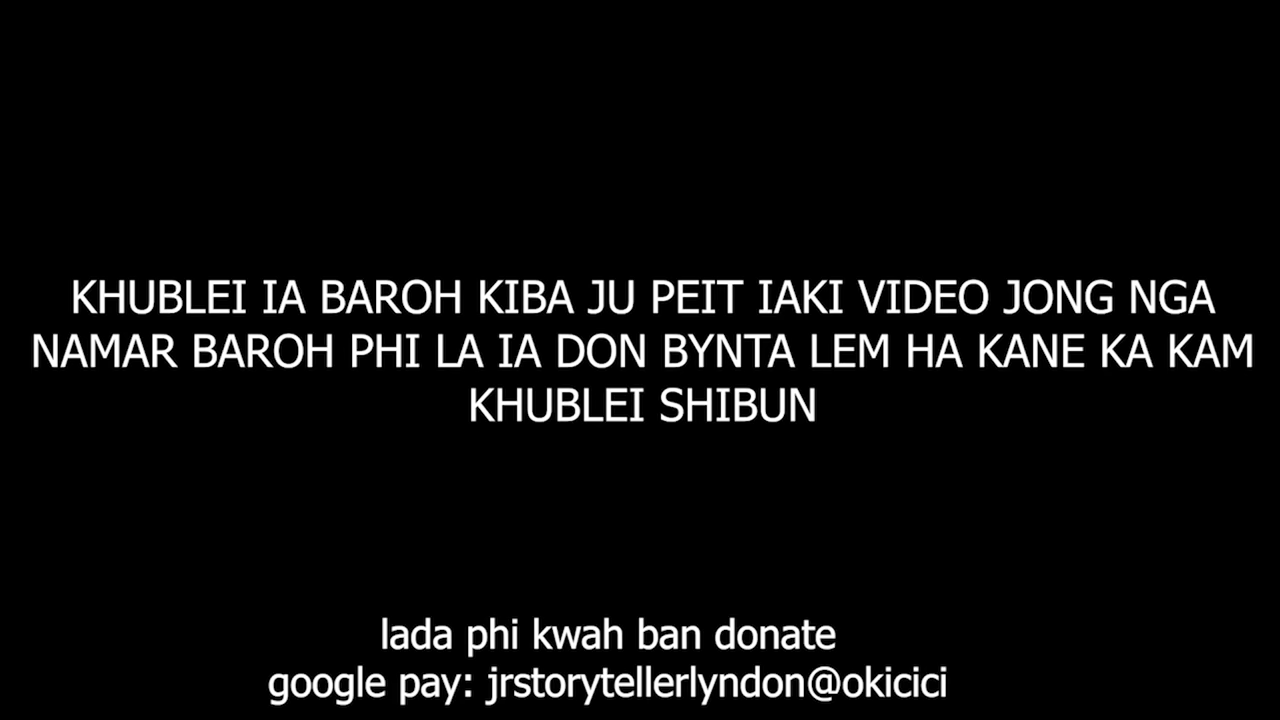 KHUBLEI IA BAROH KIBA JU PEIT IAKI VIDEO JONG NGA
NAMAR BAROH PHI LA IA DON BYNTA LEM HA KANE KA KAM
KHUBLEI SHIBUN
lada phi kwah ban donate
google pay: jrstorytellerlyndon@okicici